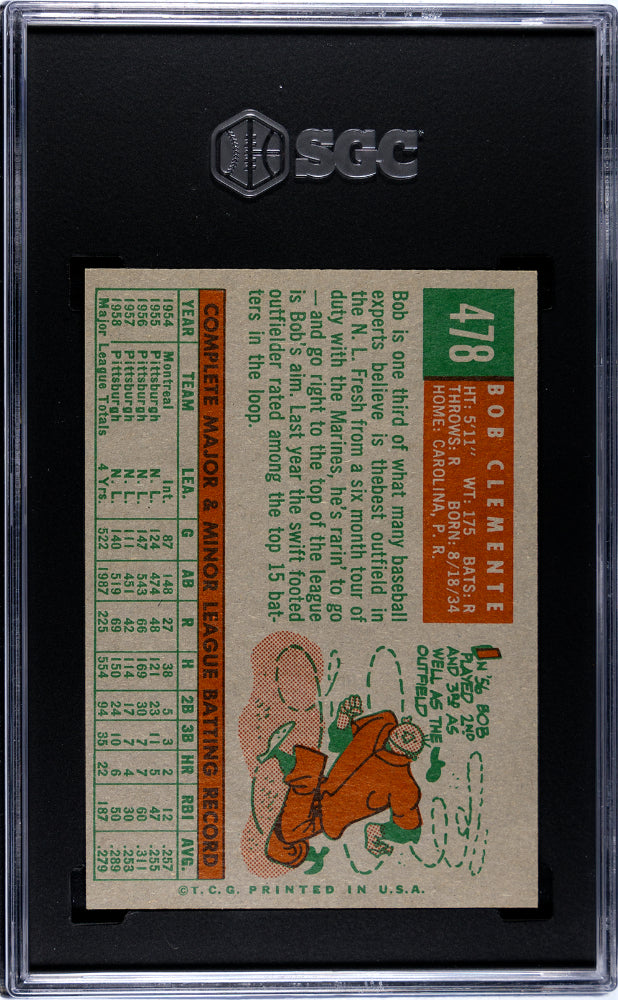 SGC
478
BOB CLEMENTE
HT: 5'11" WT: 175 BATS: R
THROWS: R BORN: 8/18/34
HOME: CAROLINA, P. R.
Bob is one third of what many baseball
experts believe is thebest outfield in
the N. L. Fresh from a six month tour of
duty with the Marines, he's rarin' to go
—and go right to the top of the league
is Bob's aim. Last year the swift footed
outfielder rated among the top 15 bat-
ters in the loop.
IN '56 BOB
PLAYED 2ND
AND 3RD AS
WELL AS THE
OUTFIELD
COMPLETE MAJOR & MINOR LEAGUE BATTING RECORD
YEAR TEAM LEA. G AB R H 2B 3B HR RBI AVG.
1954 Montreal Int. 87 148 27 38 5 3 2 12 .257
1955 Pittsburgh N. L. 124 474 48 121 23 11 5 47 .255
1956 Pittsburgh N. L. 147 543 66 169 30 7 7 60 .311
1957 Pittsburgh N. L. 111 451 42 114 17 7 4 30 .253
1958 Pittsburgh N. L. 140 519 69 150 24 10 6 50 .289
Major League Totals 4 Yrs. 522 1987 225 554 94 35 22 187 .279
©T.C.G. PRINTED IN U.S.A.